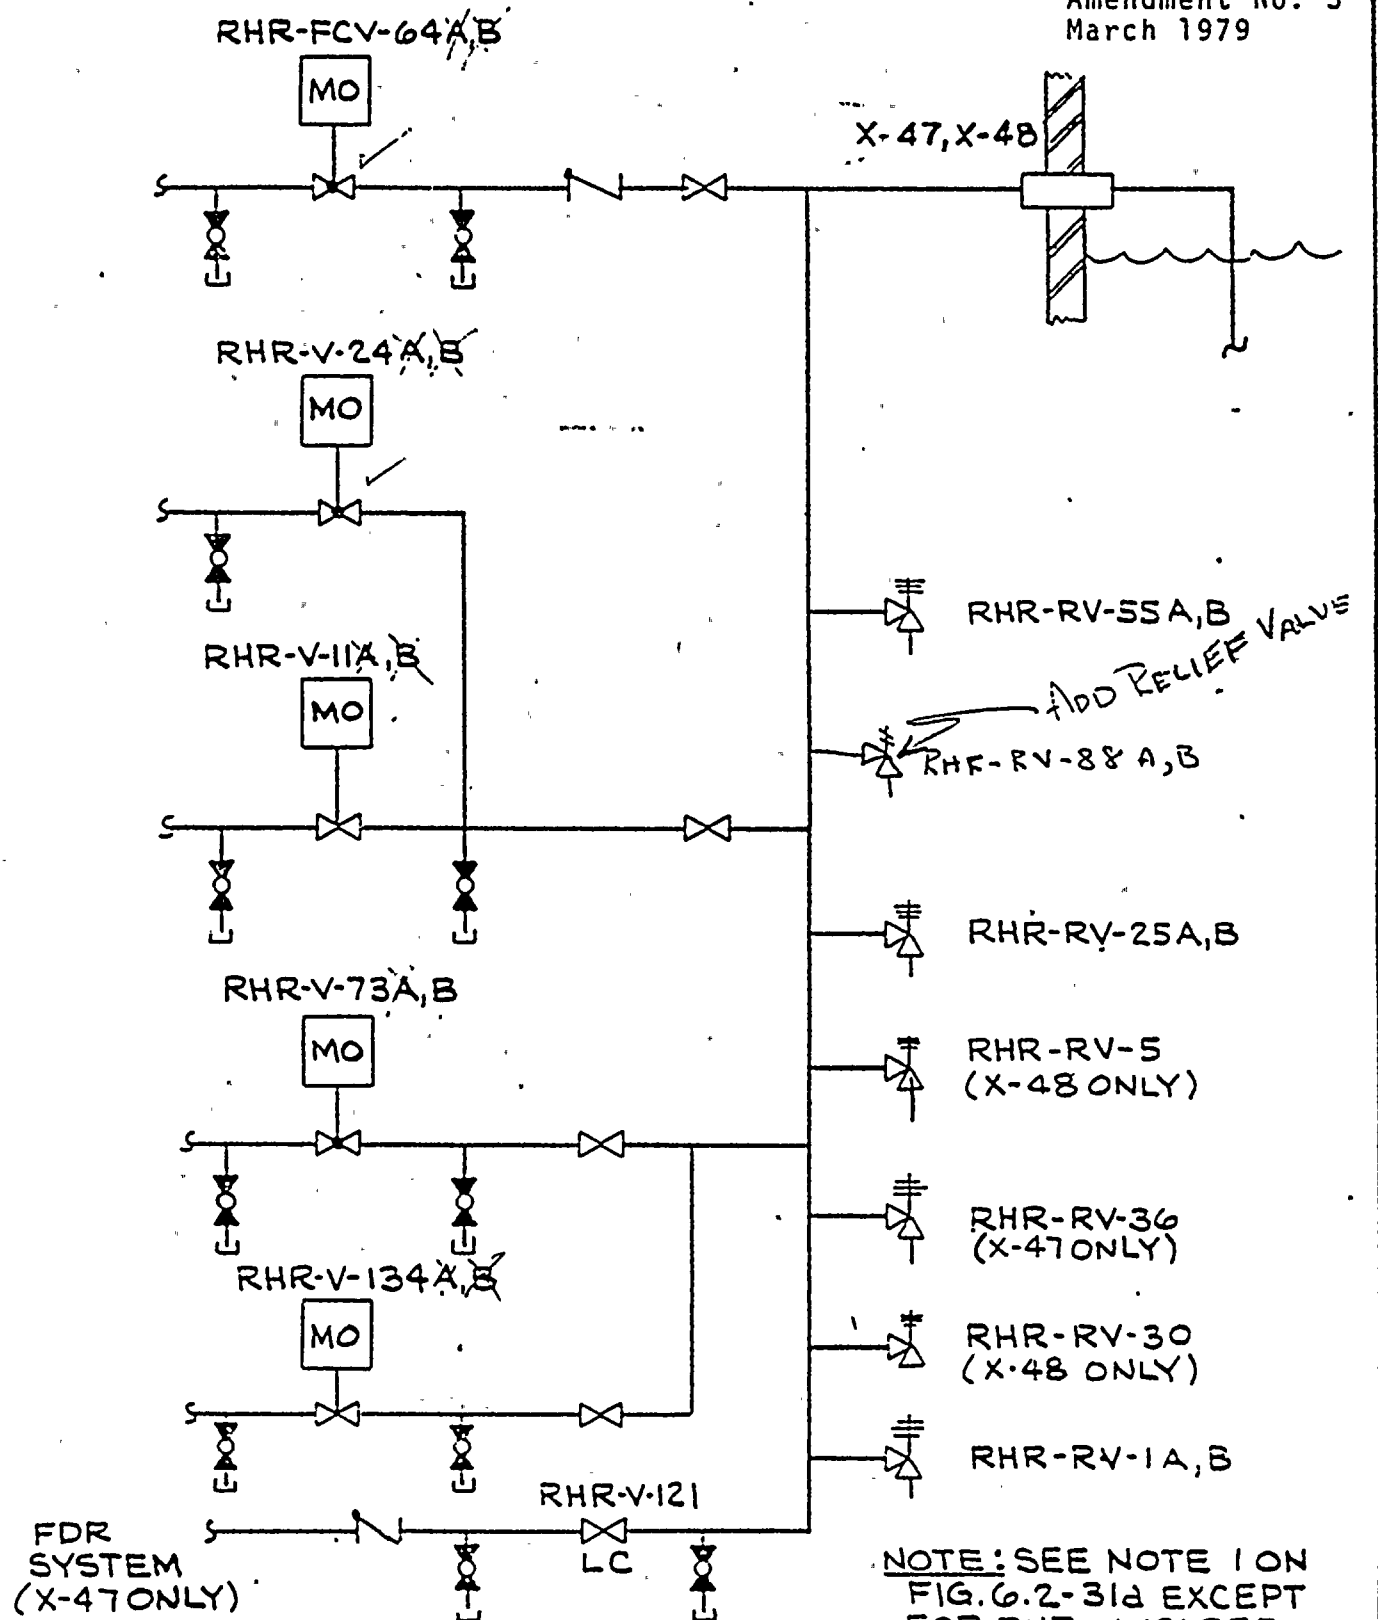 Amendment No. 3
March 1979
RHR-FCV-64A,B
MO
X-47,X-48
RHR-V-24A,B
MO
RHR-RV-55A,B
ADD RELIEF VALVE
RHR-V-11A,B
MO
RHR-RV-88 A,B
RHR-RV-25A,B
RHR-V-73A,B
MO
RHR-RV-5
(X-48 ONLY)
RHR-RV-36
(X-47 ONLY)
RHR-V-134A,B
MO
RHR-RV-30
(X-48 ONLY)
RHR-RV-1A,B
RHR-V-121
LC
FDR
SYSTEM
(X-47 ONLY)
NOTE: SEE NOTE 1 ON
FIG.6.2-31d EXCEPT